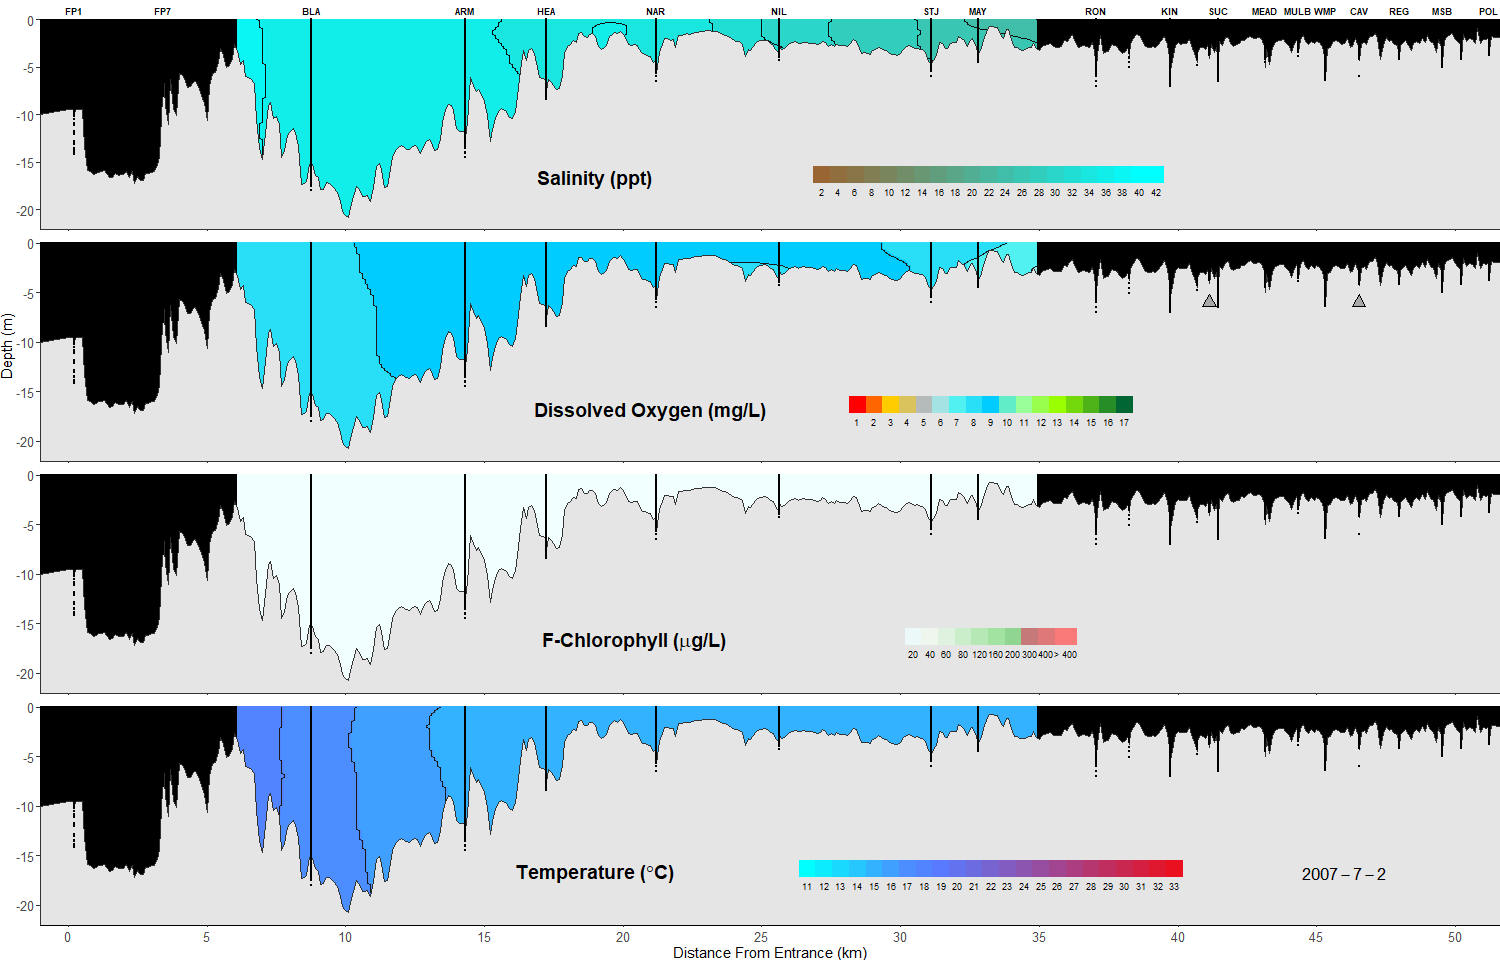 FP1 FP7 BLA ARM HEA NAR NIL STJ MAY RON KIN SUC MEAD MULB WMP CAV REG MSB POL
0
-5
-10
-15
-20
Salinity (ppt)
2 4 6 8 10 12 14 16 18 20 22 24 26 28 30 32 34 36 38 40 42
0
-5
-10
-15
-20
Dissolved Oxygen (mg/L)
1 2 3 4 5 6 7 8 9 10 11 12 13 14 15 16 17
Depth (m)
0
-5
-10
-15
-20
F-Chlorophyll (μg/L)
20 40 60 80 120 160 200 300 400 > 400
0
-5
-10
-15
-20
Temperature (°C)
11 12 13 14 15 16 17 18 19 20 21 22 23 24 25 26 27 28 29 30 31 32 33
2007 – 7 – 2
0 5 10 15 20 25 30 35 40 45 50
Distance From Entrance (km)